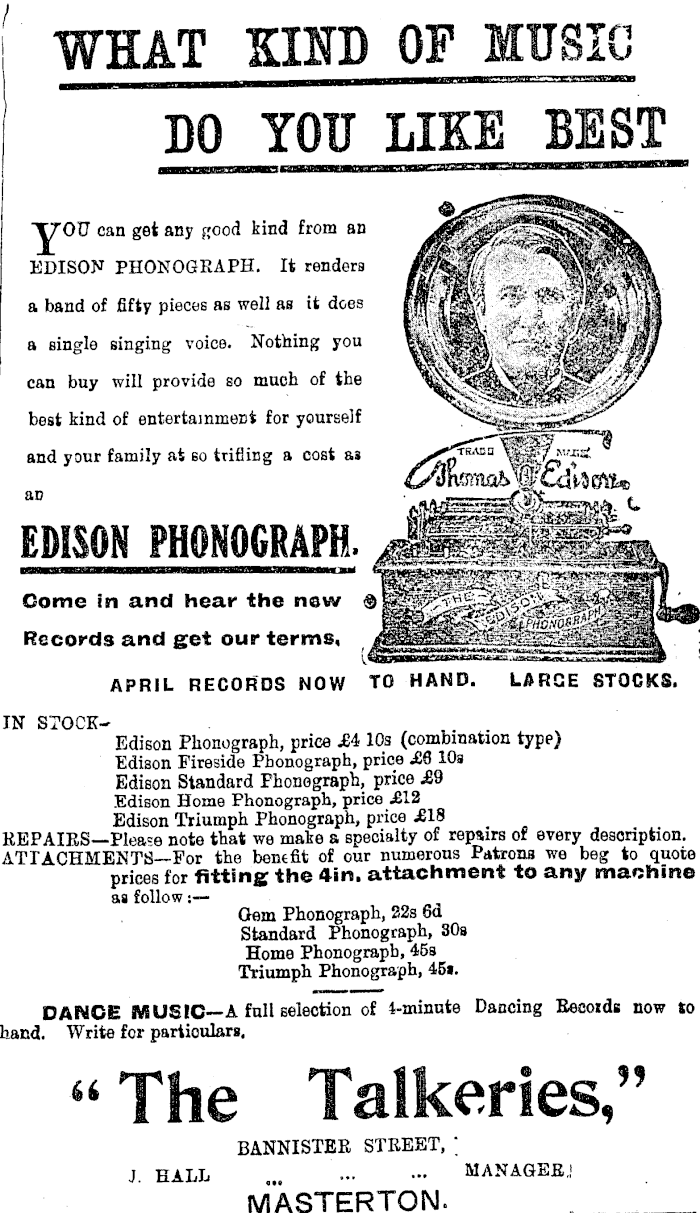 WHAT KIND OF MUSIC
DO YOU LIKE BEST
YOU can get any good kind from an
EDISON PHONOGRAPH. It renders
a band of fifty pieces as well as it does
a single singing voice. Nothing you
can buy will provide so much of the
best kind of entertainment for yourself
and your family at so trifling a cost as
an
EDISON PHONOGRAPH.
Come in and hear the new
Records and get our terms,
TRADE MARK
Thomas A Edison
THE EDISON PHONOGRAPH
APRIL RECORDS NOW TO HAND. LARGE STOCKS.
IN STOCK—
Edison Phonograph, price £4 10s (combination type)
Edison Fireside Phonograph, price £6 10s
Edison Standard Phonograph, price £9
Edison Home Phonograph, price £12
Edison Triumph Phonograph, price £18
REPAIRS—Please note that we make a specialty of repairs of every description.
ATTACHMENTS—For the benefit of our numerous Patrons we beg to quote
prices for fitting the 4in. attachment to any machine
as follow:—
Gem Phonograph, 22s 6d
Standard Phonograph, 30s
Home Phonograph, 45s
Triumph Phonograph, 45s.
DANCE MUSIC—A full selection of 4-minute Dancing Records now to
hand. Write for particulars.
"The Talkeries,"
BANNISTER STREET,
J. HALL ... ... ... MANAGER.
MASTERTON.